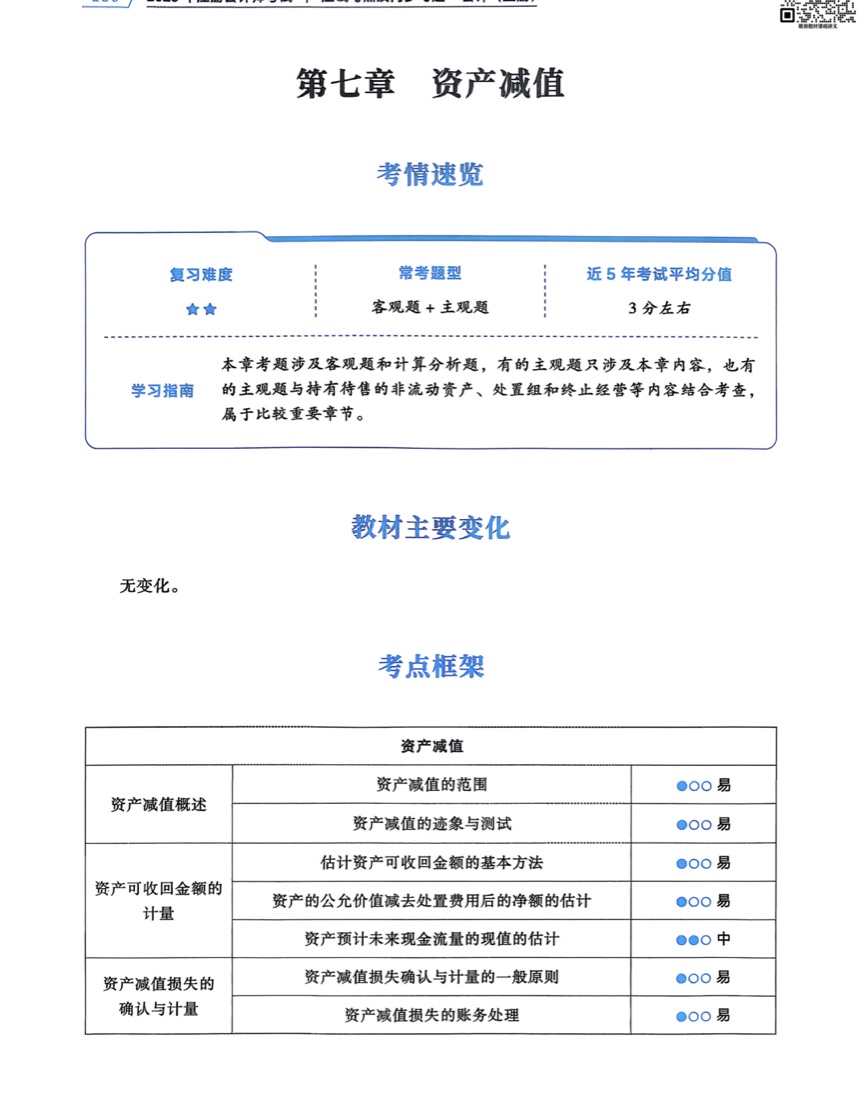 第七章 资产减值
考情速览
复习难度 常考题型 近5年考试平均分值
★★ 客观题+主观题 3分左右
本章考题涉及客观题和计算分析题，有的主观题只涉及本章内容，也有
学习指南 的主观题与持有待售的非流动资产、处置组和终止经营等内容结合考查，
属于比较重要章节。
教材主要变化
无变化。
考点框架
资产减值
资产减值概述 资产减值的范围 ●○○ 易
资产减值的迹象与测试 ●○○ 易
资产可收回金额的
计量
估计资产可收回金额的基本方法 ●○○ 易
资产的公允价值减去处置费用后的净额的估计 ●○○ 易
资产预计未来现金流量的现值的估计 ●●○ 中
资产减值损失的
确认与计量
资产减值损失确认与计量的一般原则 ●○○ 易
资产减值损失的账务处理 ●○○ 易